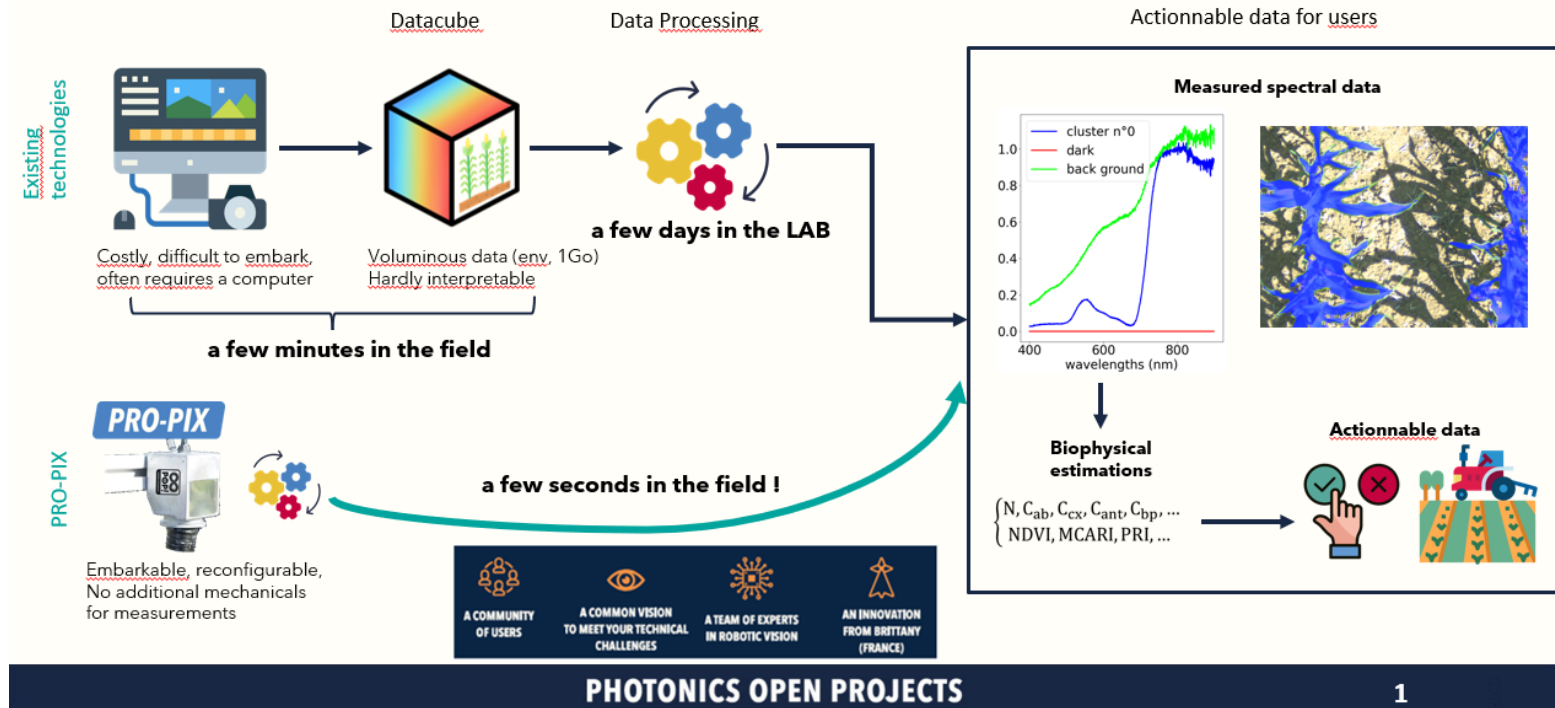 Datacube
Data Processing
Actionnable data for users
Existing
technologies
Costly, difficult to embark,
often requires a computer
Voluminous data (env, 1Go)
Hardly interpretable
a few days in the LAB
a few minutes in the field
Measured spectral data
cluster n°0
dark
back ground
1.0
0.8
0.6
0.4
0.2
0.0
400
600
800
wavelengths (nm)
PRO-PIX
PRO-PIX
POP!
Embarkable, reconfigurable,
No additional mechanicals
for measurements
a few seconds in the field !
Biophysical
estimations
N, Cab, Ccx, Cant, Cbp, ...
NDVI, MCARI, PRI, ...
Actionnable data
A COMMUNITY
OF USERS
A COMMON VISION
TO MEET YOUR TECHNICAL
CHALLENGES
A TEAM OF EXPERTS
IN ROBOTIC VISION
AN INNOVATION
FROM BRITTANY
(FRANCE)
PHOTONICS OPEN PROJECTS
1